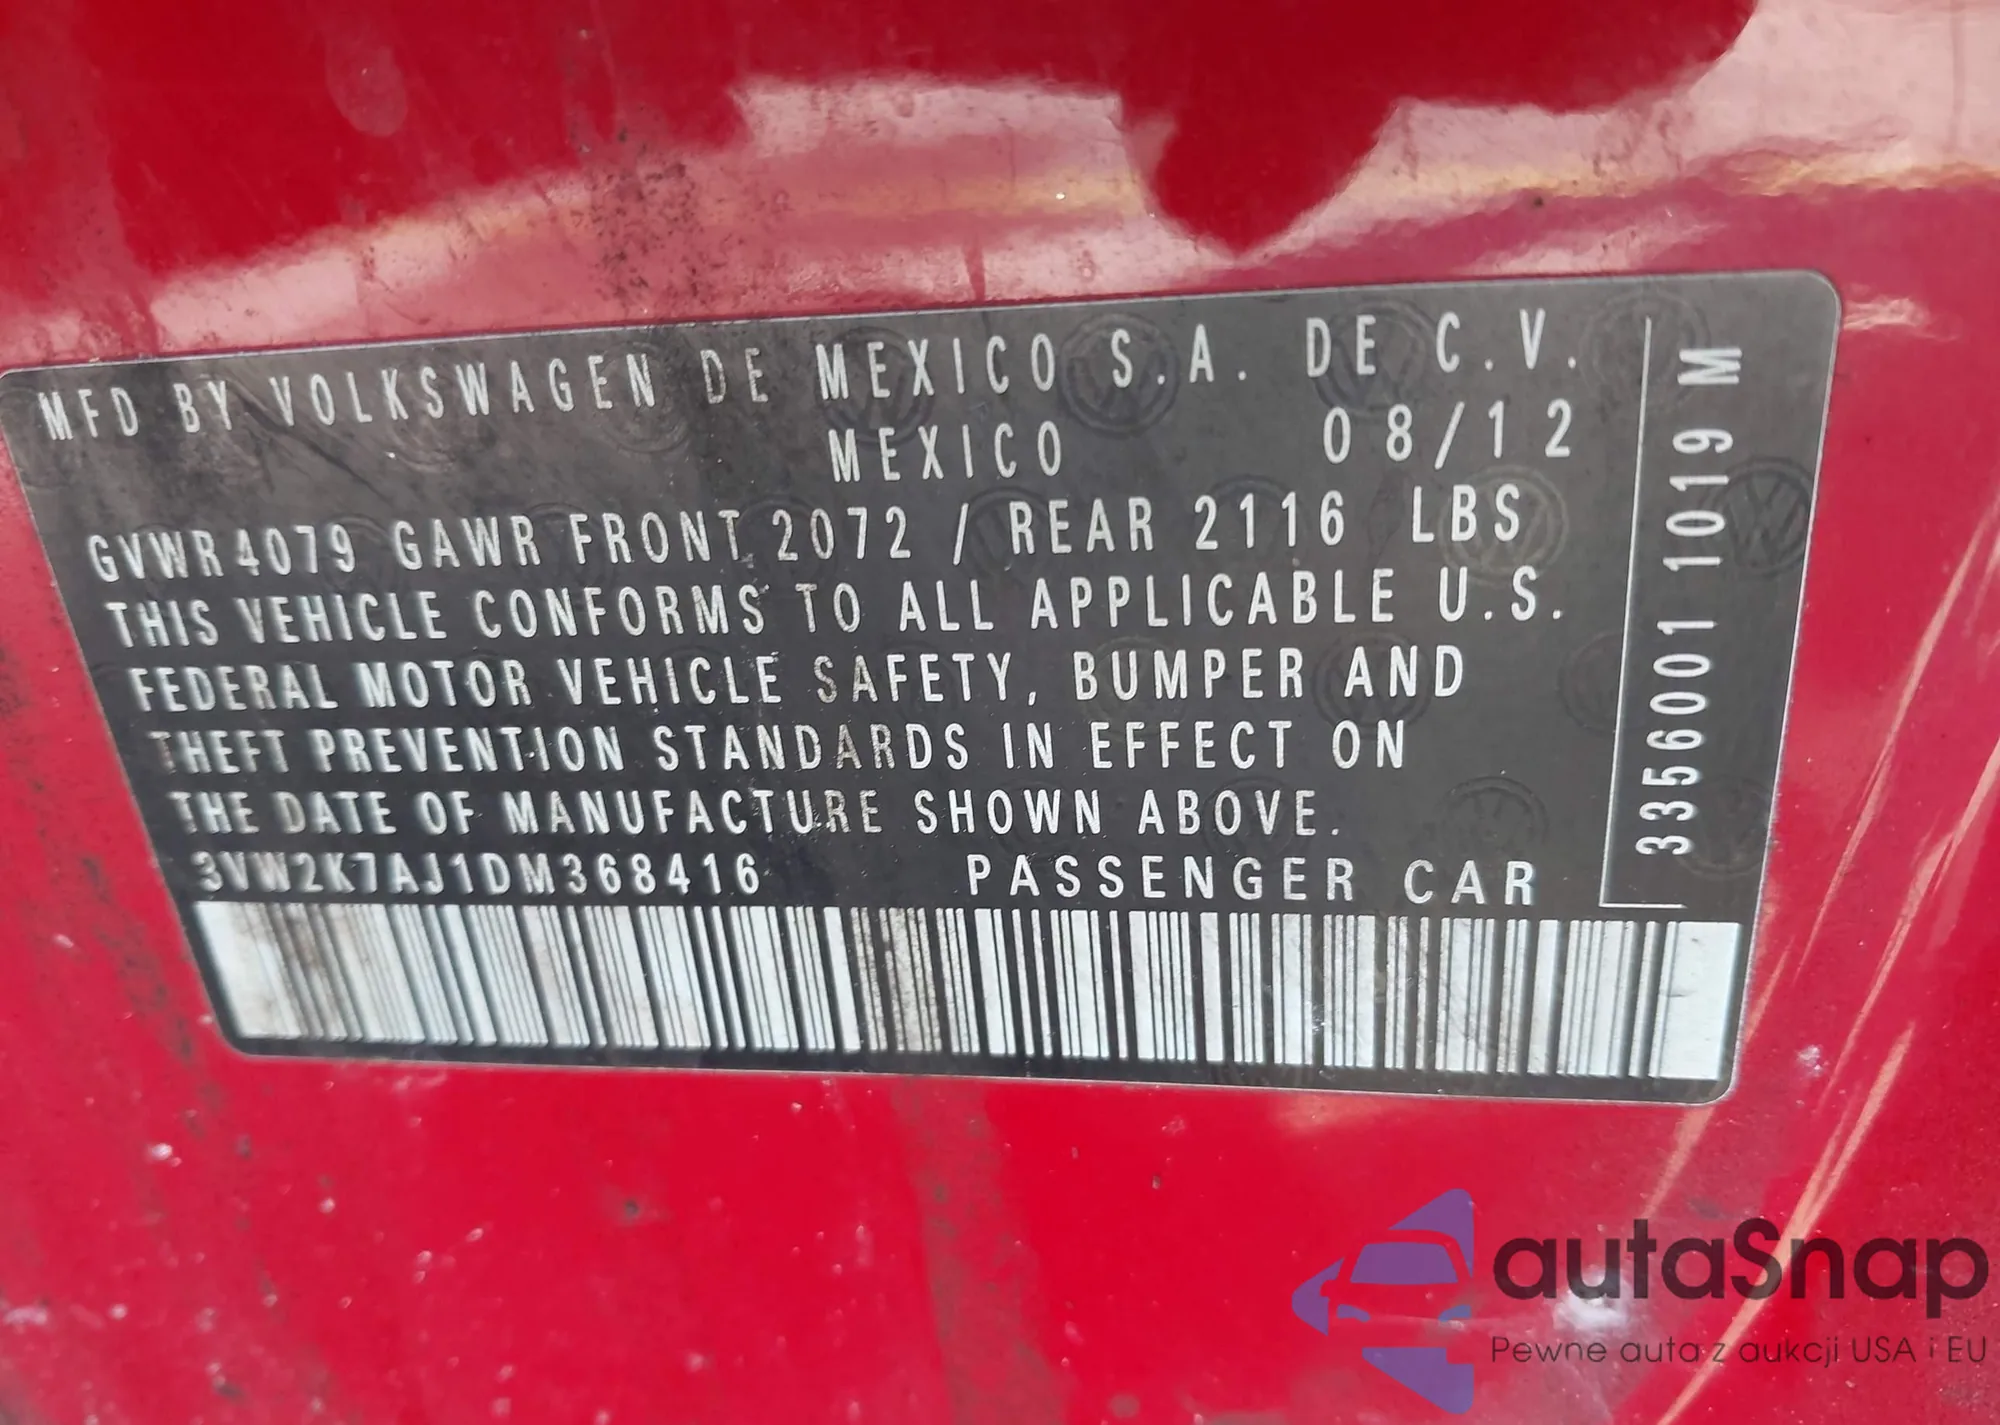 MFD BY VOLKSWAGEN DE MEXICO S.A. DE C.V.
MEXICO 08/12
GVWR 4079 GAWR FRONT 2072 / REAR 2116 LBS
THIS VEHICLE CONFORMS TO ALL APPLICABLE U.S.
FEDERAL MOTOR VEHICLE SAFETY, BUMPER AND
THEFT PREVENTION STANDARDS IN EFFECT ON
THE DATE OF MANUFACTURE SHOWN ABOVE.
3VW2K7AJ1DM368416 PASSENGER CAR
3356001 1019 M
autaSnap
Pewne auta z aukcji USA i EU